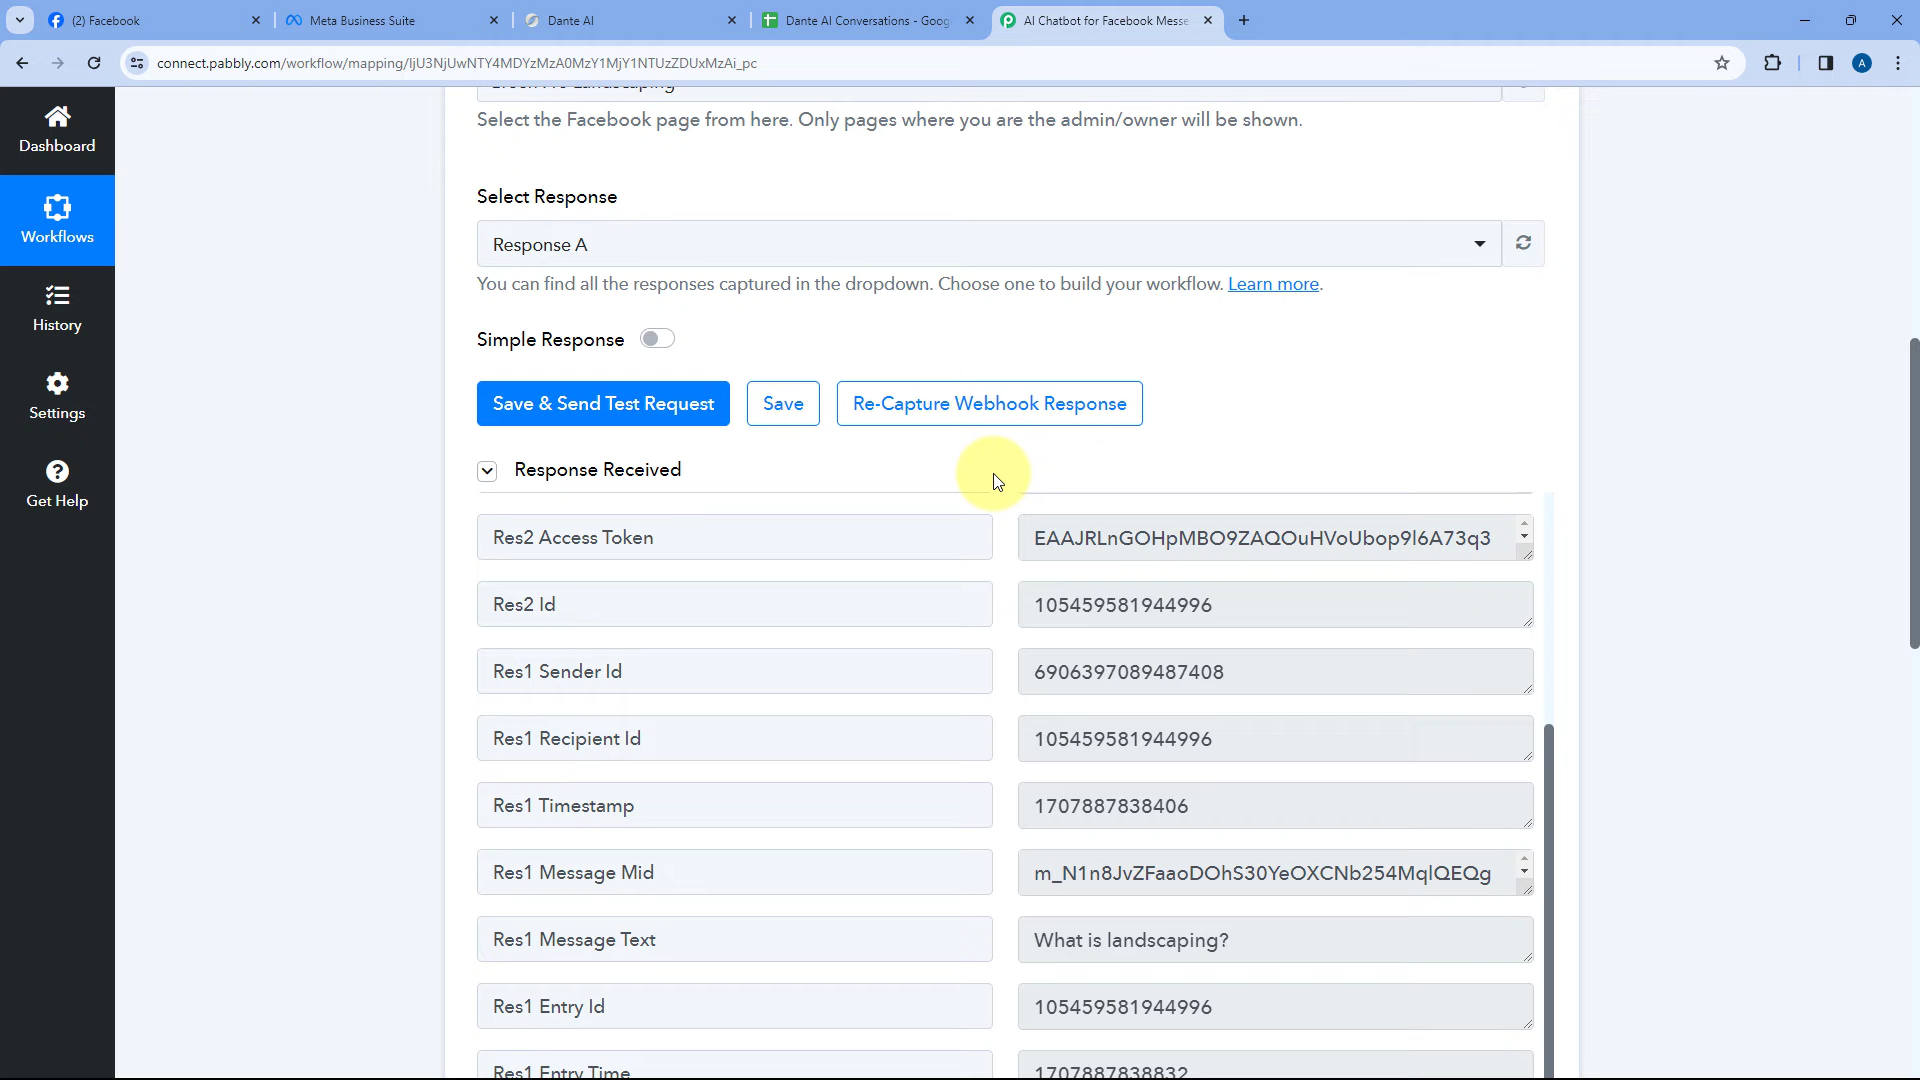 (2) Facebook
Meta Business Suite
Dante AI
Dante AI Conversations - Goog
AI Chatbot for Facebook Messe
connect.pabbly.com/workflow/mapping/IjU3NjUwNTY4MDYzMzA0MzY1MjY1NTUzZDUxMzAi_pc
A
Dashboard
Workflows
History
Settings
Get Help
Select the Facebook page from here. Only pages where you are the admin/owner will be shown.
Select Response
Response A
You can find all the responses captured in the dropdown. Choose one to build your workflow. Learn more.
Simple Response
Save & Send Test Request
Save
Re-Capture Webhook Response
Response Received
Res2 Access Token
EAAJRLnGOHpMBO9ZAQOuHVoUbop9l6A73q3
Res2 Id
105459581944996
Res1 Sender Id
6906397089487408
Res1 Recipient Id
105459581944996
Res1 Timestamp
1707887838406
Res1 Message Mid
m_N1n8JvZFaaoDOhS30YeOXCNb254MqlQEQg
Res1 Message Text
What is landscaping?
Res1 Entry Id
105459581944996
Res1 Entry Time
1707887838832